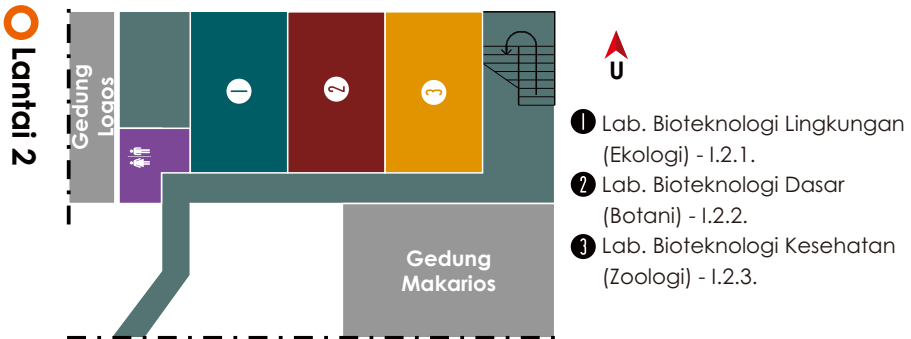 Lantai 2
Gedung
Logos
1
2
3
Gedung
Makarios
U
1 Lab. Bioteknologi Lingkungan
(Ekologi) - I.2.1.
2 Lab. Bioteknologi Dasar
(Botani) - I.2.2.
3 Lab. Bioteknologi Kesehatan
(Zoologi) - I.2.3.